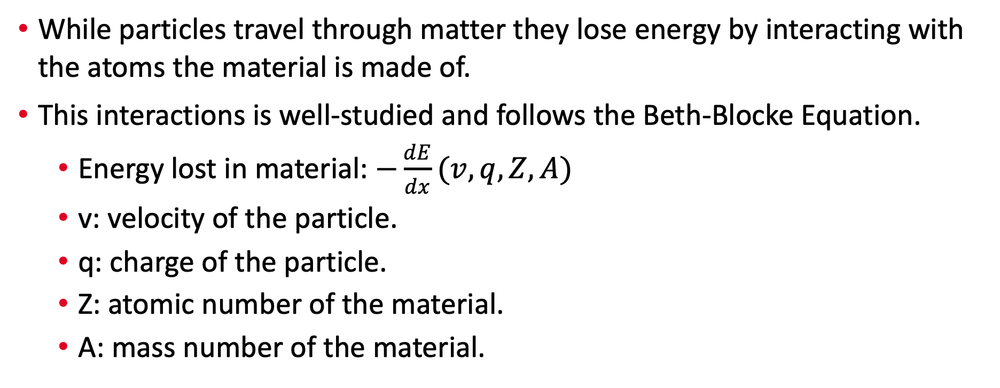 • While particles travel through matter they lose energy by interacting with
the atoms the material is made of.
• This interactions is well-studied and follows the Beth-Blocke Equation.
• Energy lost in material: −dE/dx (v, q, Z, A)
• v: velocity of the particle.
• q: charge of the particle.
• Z: atomic number of the material.
• A: mass number of the material.